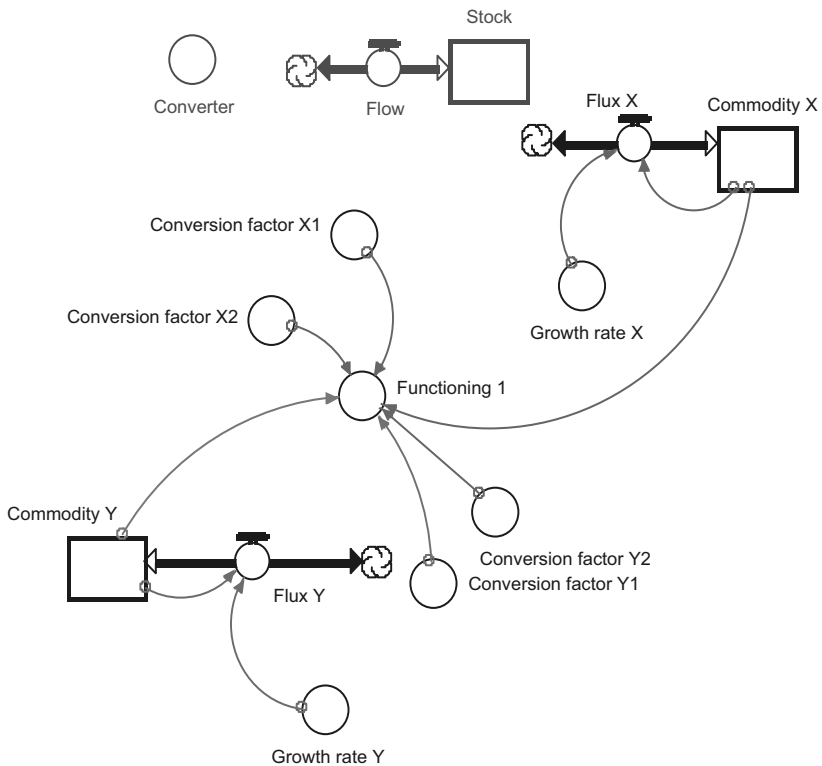 Stock
Converter
Flow
Flux X
Commodity X
Conversion factor X1
Conversion factor X2
Growth rate X
Functioning 1
Commodity Y
Conversion factor Y2
Conversion factor Y1
Flux Y
Growth rate Y